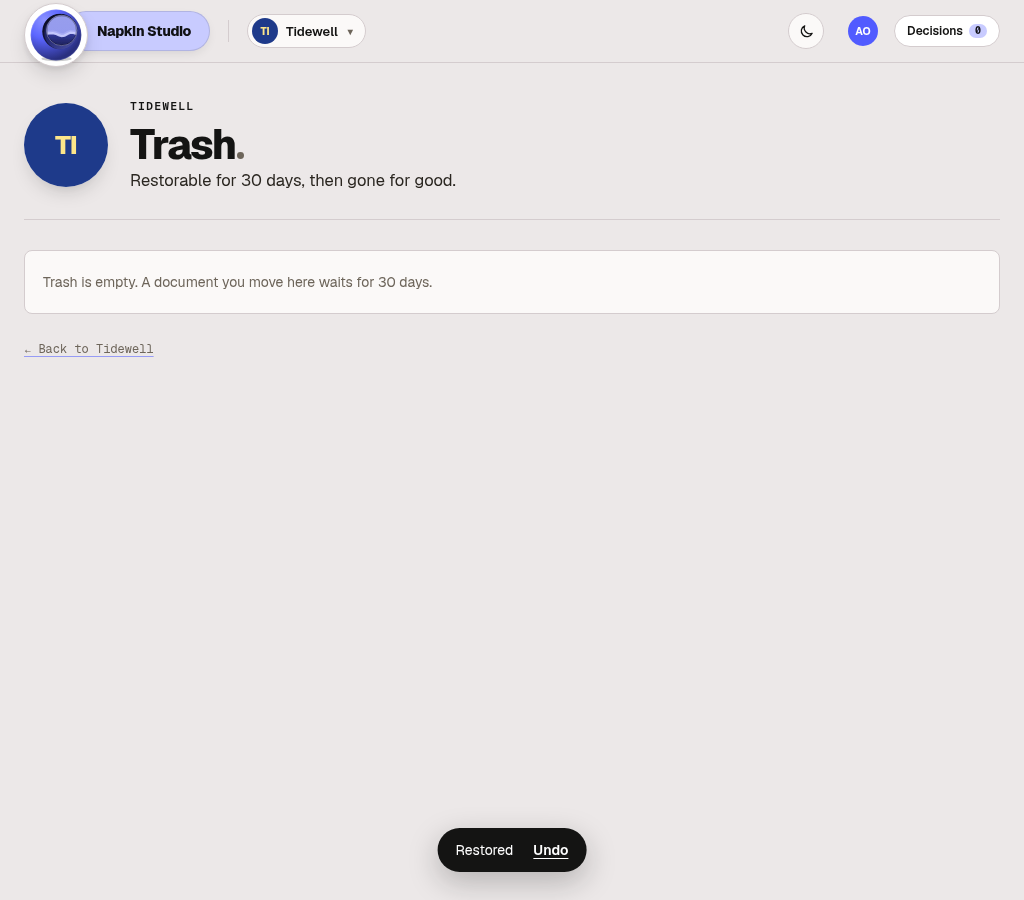 Napkin Studio
TI
Tidewell ▾
AO
Decisions 0
TI
TIDEWELL
Trash.
Restorable for 30 days, then gone for good.
Trash is empty. A document you move here waits for 30 days.
← Back to Tidewell
Restored Undo